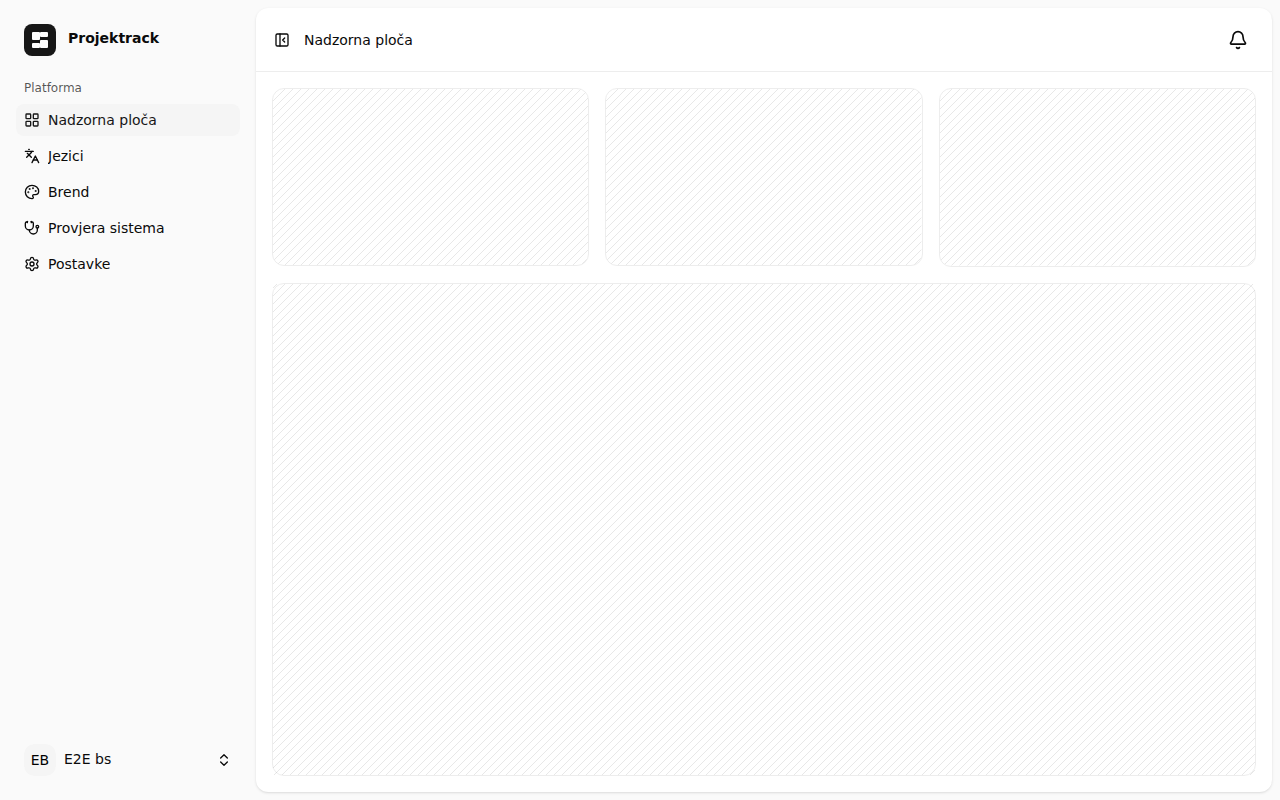 Projektrack
Platforma
Nadzorna ploča
Jezici
Brend
Provjera sistema
Postavke
EB
E2E bs
Nadzorna ploča